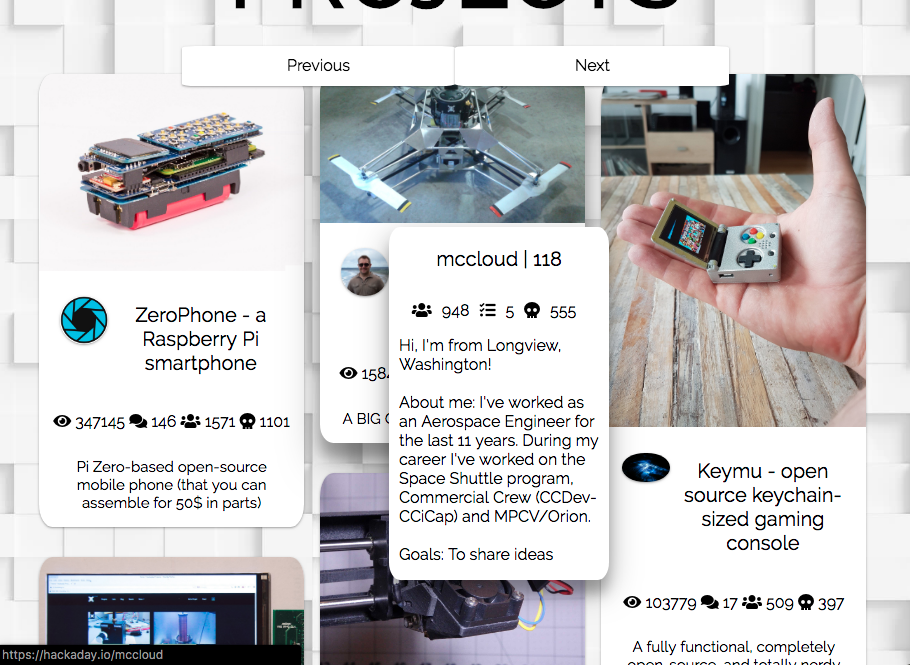 PROJECTS
Previous
Next
ZeroPhone - a
Raspberry Pi
smartphone
347145 146 1571 1101
Pi Zero-based open-source
mobile phone (that you can
assemble for 50$ in parts)
1584
A BIG
mccloud | 118
948 5 555
Hi, I'm from Longview,
Washington!
About me: I've worked as
an Aerospace Engineer for
the last 11 years. During my
career I've worked on the
Space Shuttle program,
Commercial Crew (CCDev-
CCiCap) and MPCV/Orion.
Goals: To share ideas
Keymu - open
source keychain-
sized gaming
console
103779 17 509 397
A fully functional, completely
open-source, and totally nerdy
https://hackaday.io/mccloud